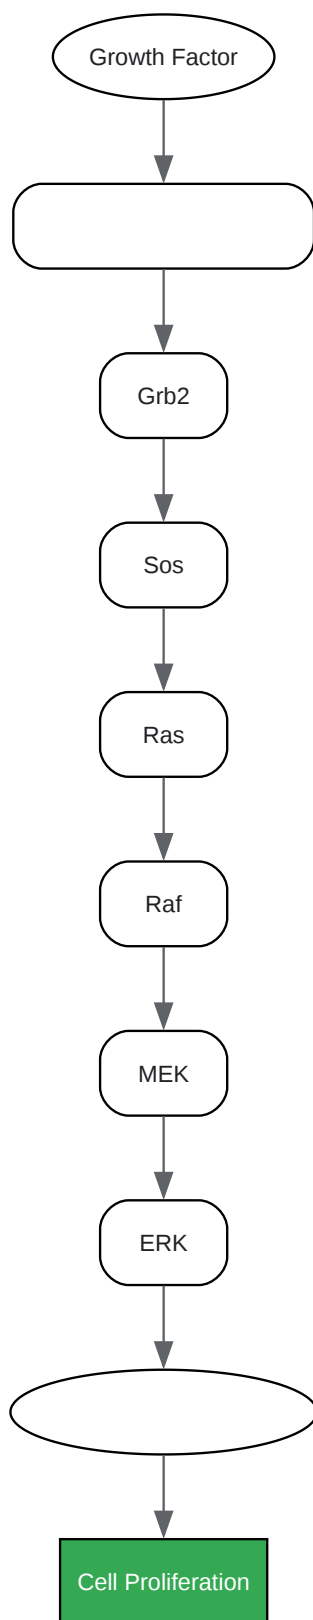 Growth Factor
Grb2
Sos
Ras
Raf
MEK
ERK
Cell Proliferation